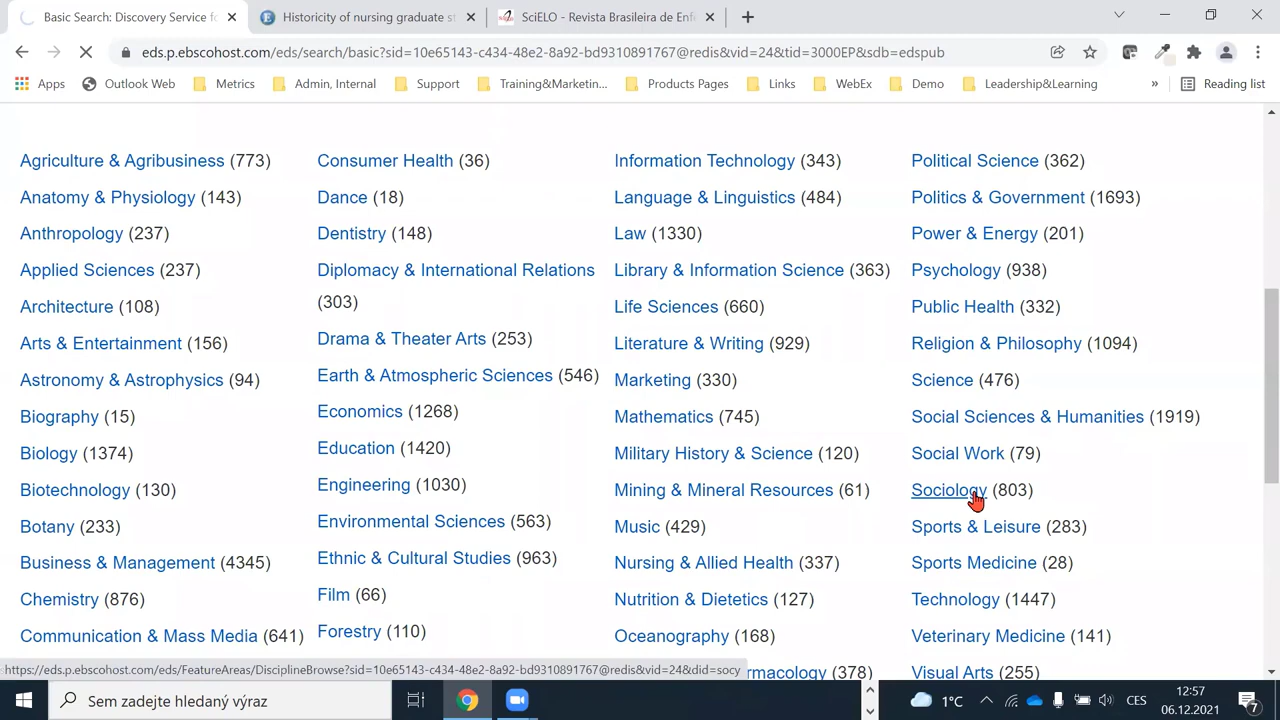 Basic Search: Discovery Service fo
Historicity of nursing graduate st
SciELO - Revista Brasileira de Enfe
eds.p.ebscohost.com/eds/search/basic?sid=10e65143-c434-48e2-8a92-bd9310891767@redis&vid=24&tid=3000EP&sdb=edspub
Apps
Outlook Web
Metrics
Admin, Internal
Support
Training&Marketin...
Products Pages
Links
WebEx
Demo
Leadership&Learning
»
Reading list
Agriculture & Agribusiness (773)
Anatomy & Physiology (143)
Anthropology (237)
Applied Sciences (237)
Architecture (108)
Arts & Entertainment (156)
Astronomy & Astrophysics (94)
Biography (15)
Biology (1374)
Biotechnology (130)
Botany (233)
Business & Management (4345)
Chemistry (876)
Communication & Mass Media (641)
Consumer Health (36)
Dance (18)
Dentistry (148)
Diplomacy & International Relations
(303)
Drama & Theater Arts (253)
Earth & Atmospheric Sciences (546)
Economics (1268)
Education (1420)
Engineering (1030)
Environmental Sciences (563)
Ethnic & Cultural Studies (963)
Film (66)
Forestry (110)
Information Technology (343)
Language & Linguistics (484)
Law (1330)
Library & Information Science (363)
Life Sciences (660)
Literature & Writing (929)
Marketing (330)
Mathematics (745)
Military History & Science (120)
Mining & Mineral Resources (61)
Music (429)
Nursing & Allied Health (337)
Nutrition & Dietetics (127)
Oceanography (168)
rmacology (378)
Political Science (362)
Politics & Government (1693)
Power & Energy (201)
Psychology (938)
Public Health (332)
Religion & Philosophy (1094)
Science (476)
Social Sciences & Humanities (1919)
Social Work (79)
Sociology (803)
Sports & Leisure (283)
Sports Medicine (28)
Technology (1447)
Veterinary Medicine (141)
Visual Arts (255)
https://eds.p.ebscohost.com/eds/FeatureAreas/DisciplineBrowse?sid=10e65143-c434-48e2-8a92-bd9310891767@redis&vid=24&did=socy
Sem zadejte hledaný výraz
1°C
CES
12:57
06.12.2021
7